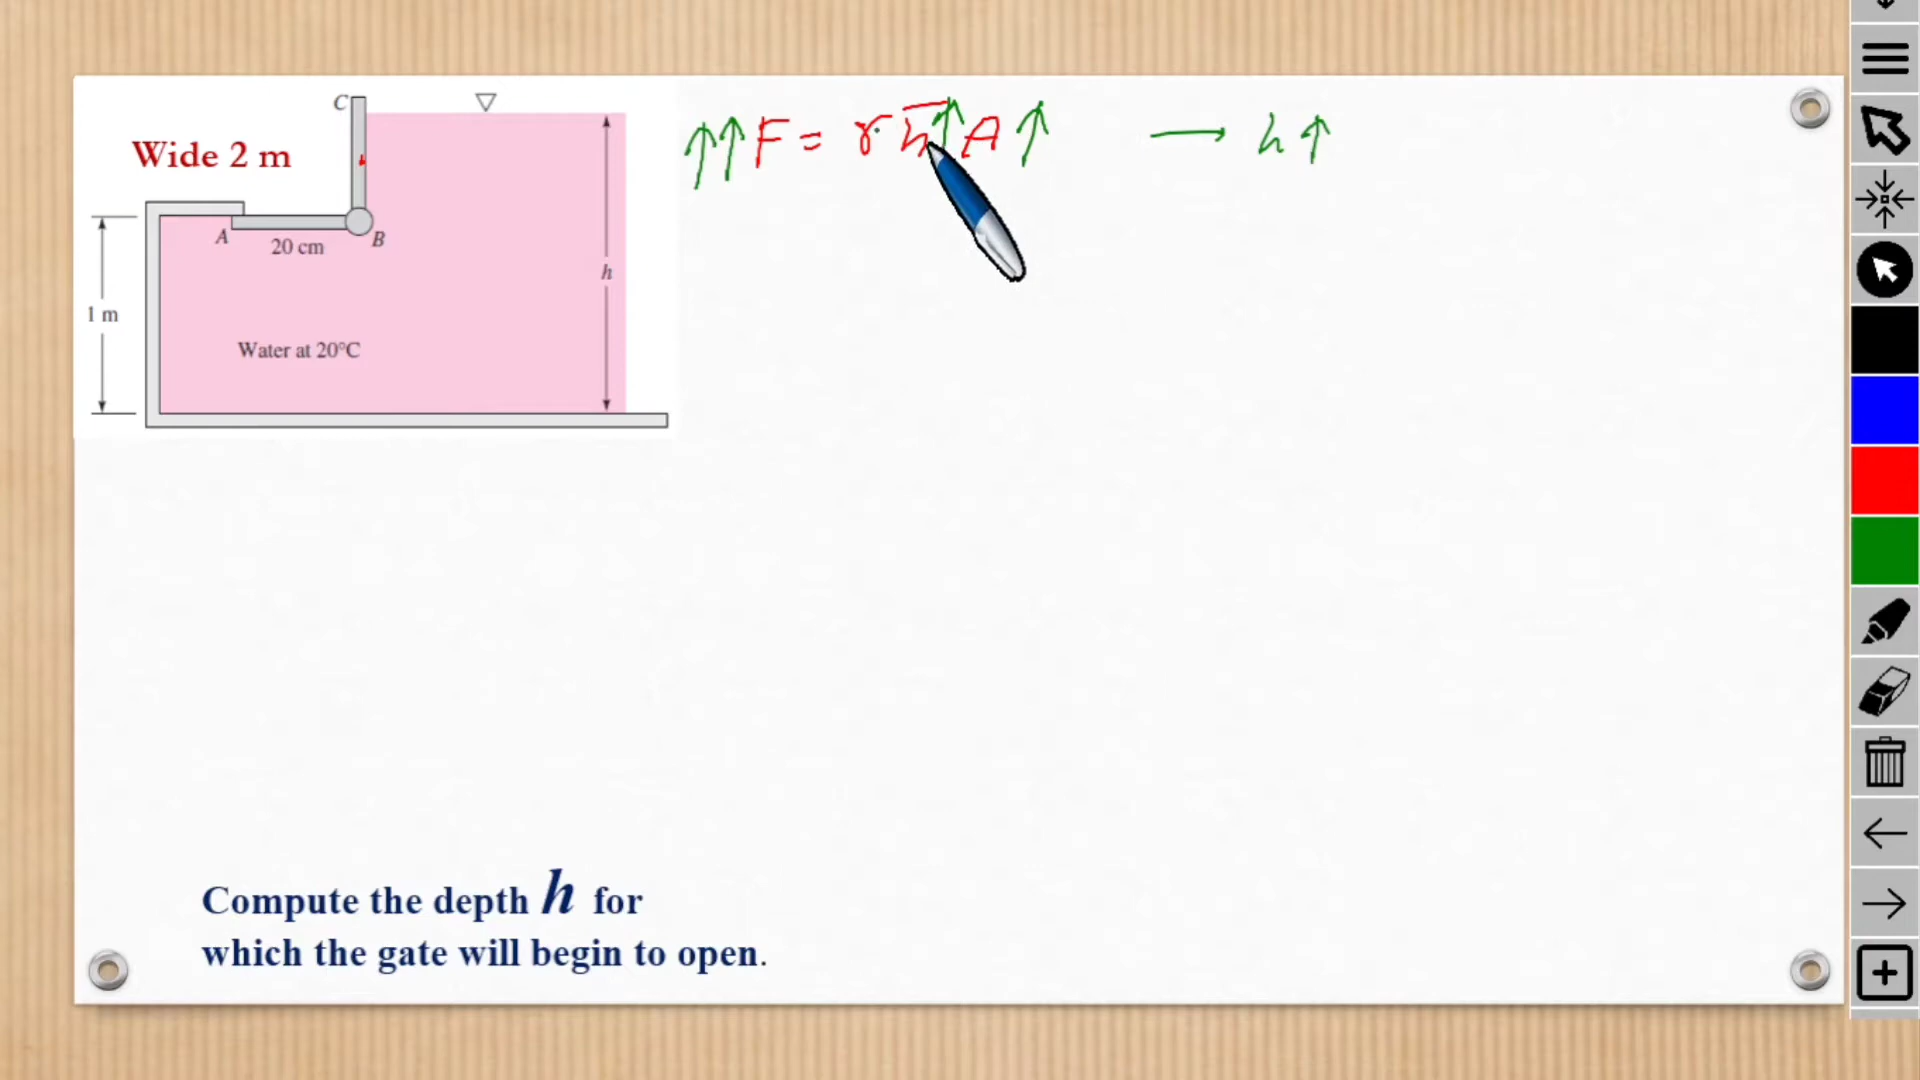 C
Wide 2 m
↑↑ F = γ h̅↑ A ↑ → h ↑
A
20 cm
B
h
1 m
Water at 20°C
Compute the depth h for
which the gate will begin to open.